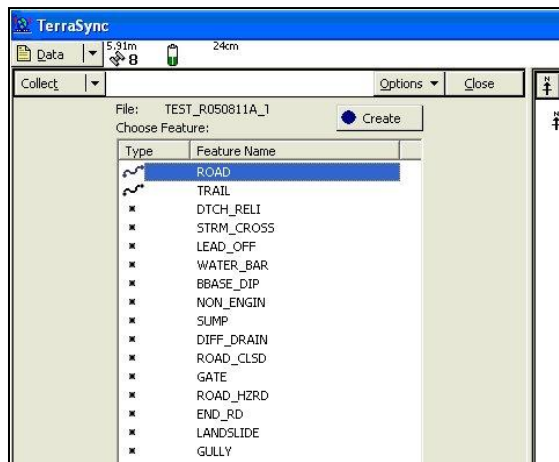 TerraSync
Data 5.91m 8 24cm
Collect Options Close
File: TEST_R050811A_T
Choose Feature: Create
Type Feature Name
ROAD
TRAIL
DTCH_RELI
STRM_CROSS
LEAD_OFF
WATER_BAR
BBASE_DIP
NON_ENGIN
SUMP
DIFF_DRAIN
ROAD_CLSD
GATE
ROAD_HZRD
END_RD
LANDSLIDE
GULLY